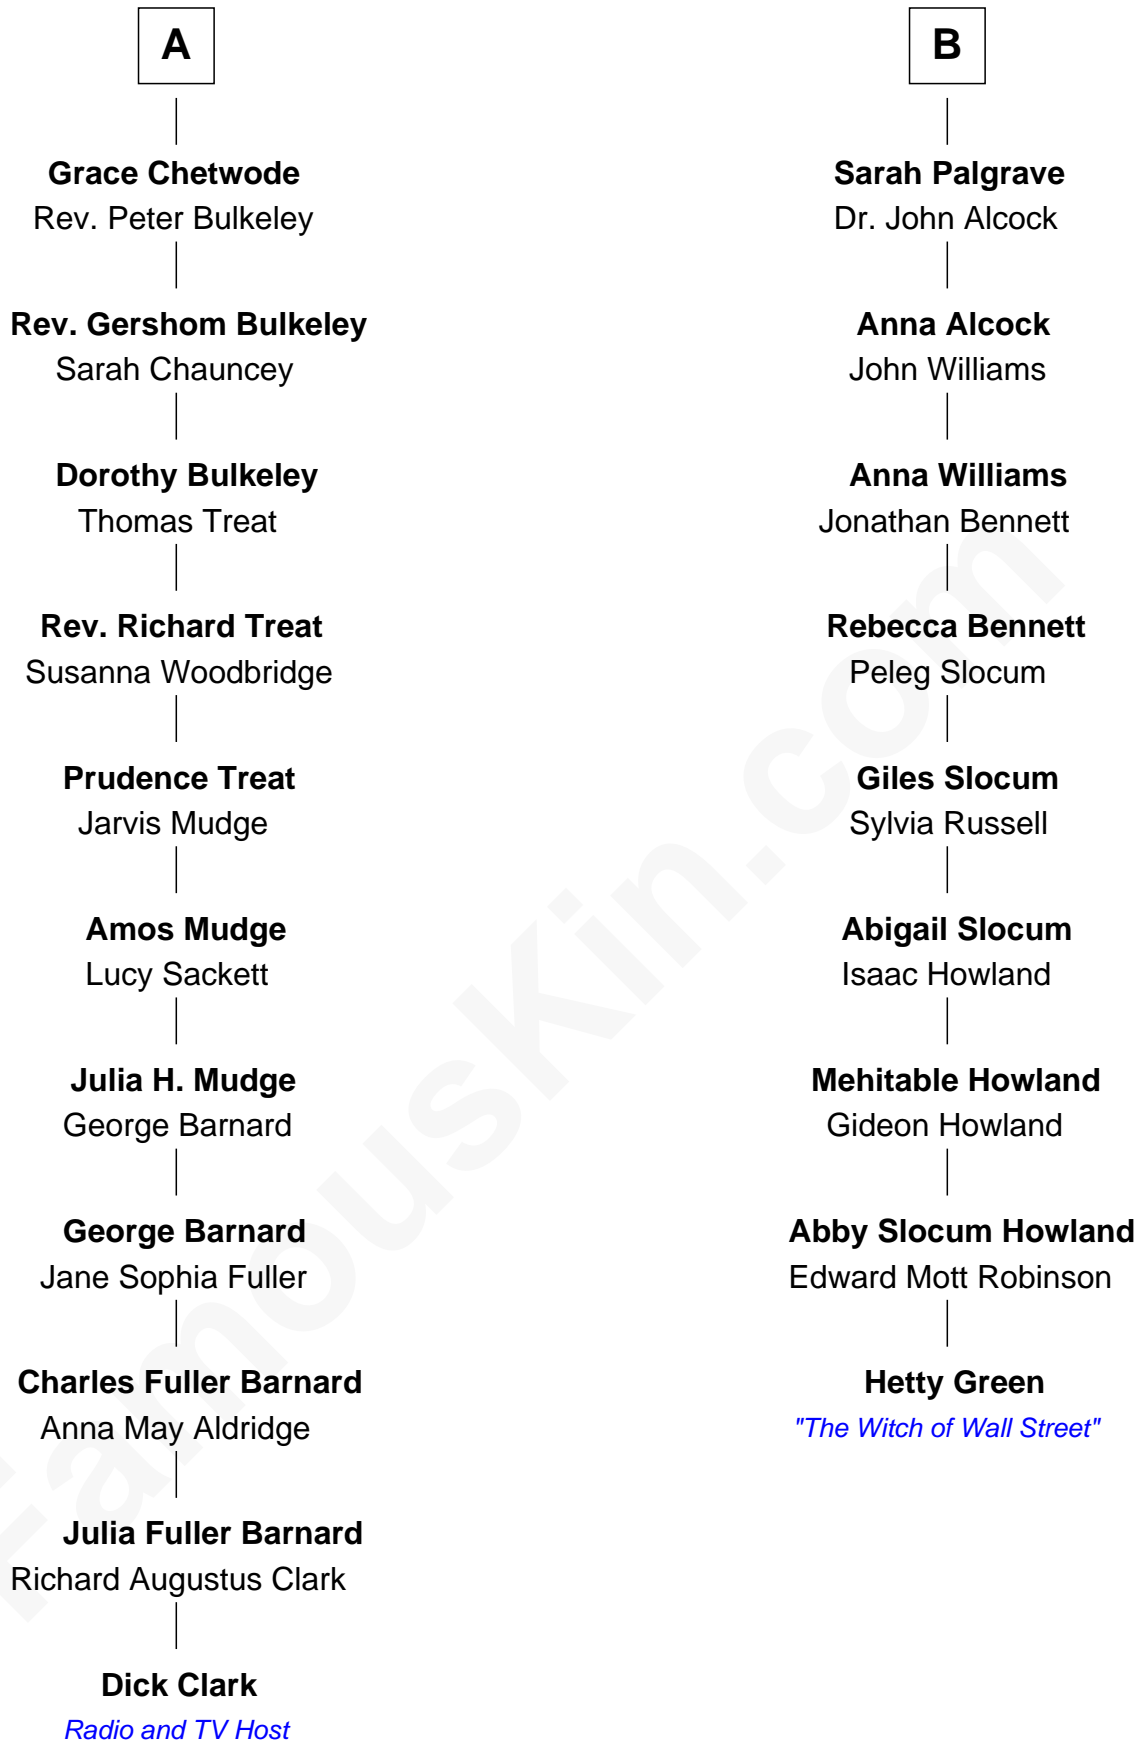 A
Grace Chetwode
Rev. Peter Bulkeley
Rev. Gershom Bulkeley
Sarah Chauncey
Dorothy Bulkeley
Thomas Treat
Rev. Richard Treat
Susanna Woodbridge
Prudence Treat
Jarvis Mudge
Amos Mudge
Lucy Sackett
Julia H. Mudge
George Barnard
George Barnard
Jane Sophia Fuller
Charles Fuller Barnard
Anna May Aldridge
Julia Fuller Barnard
Richard Augustus Clark
Dick Clark
Radio and TV Host
B
Sarah Palgrave
Dr. John Alcock
Anna Alcock
John Williams
Anna Williams
Jonathan Bennett
Rebecca Bennett
Peleg Slocum
Giles Slocum
Sylvia Russell
Abigail Slocum
Isaac Howland
Mehitable Howland
Gideon Howland
Abby Slocum Howland
Edward Mott Robinson
Hetty Green
"The Witch of Wall Street"
FamousKin.com